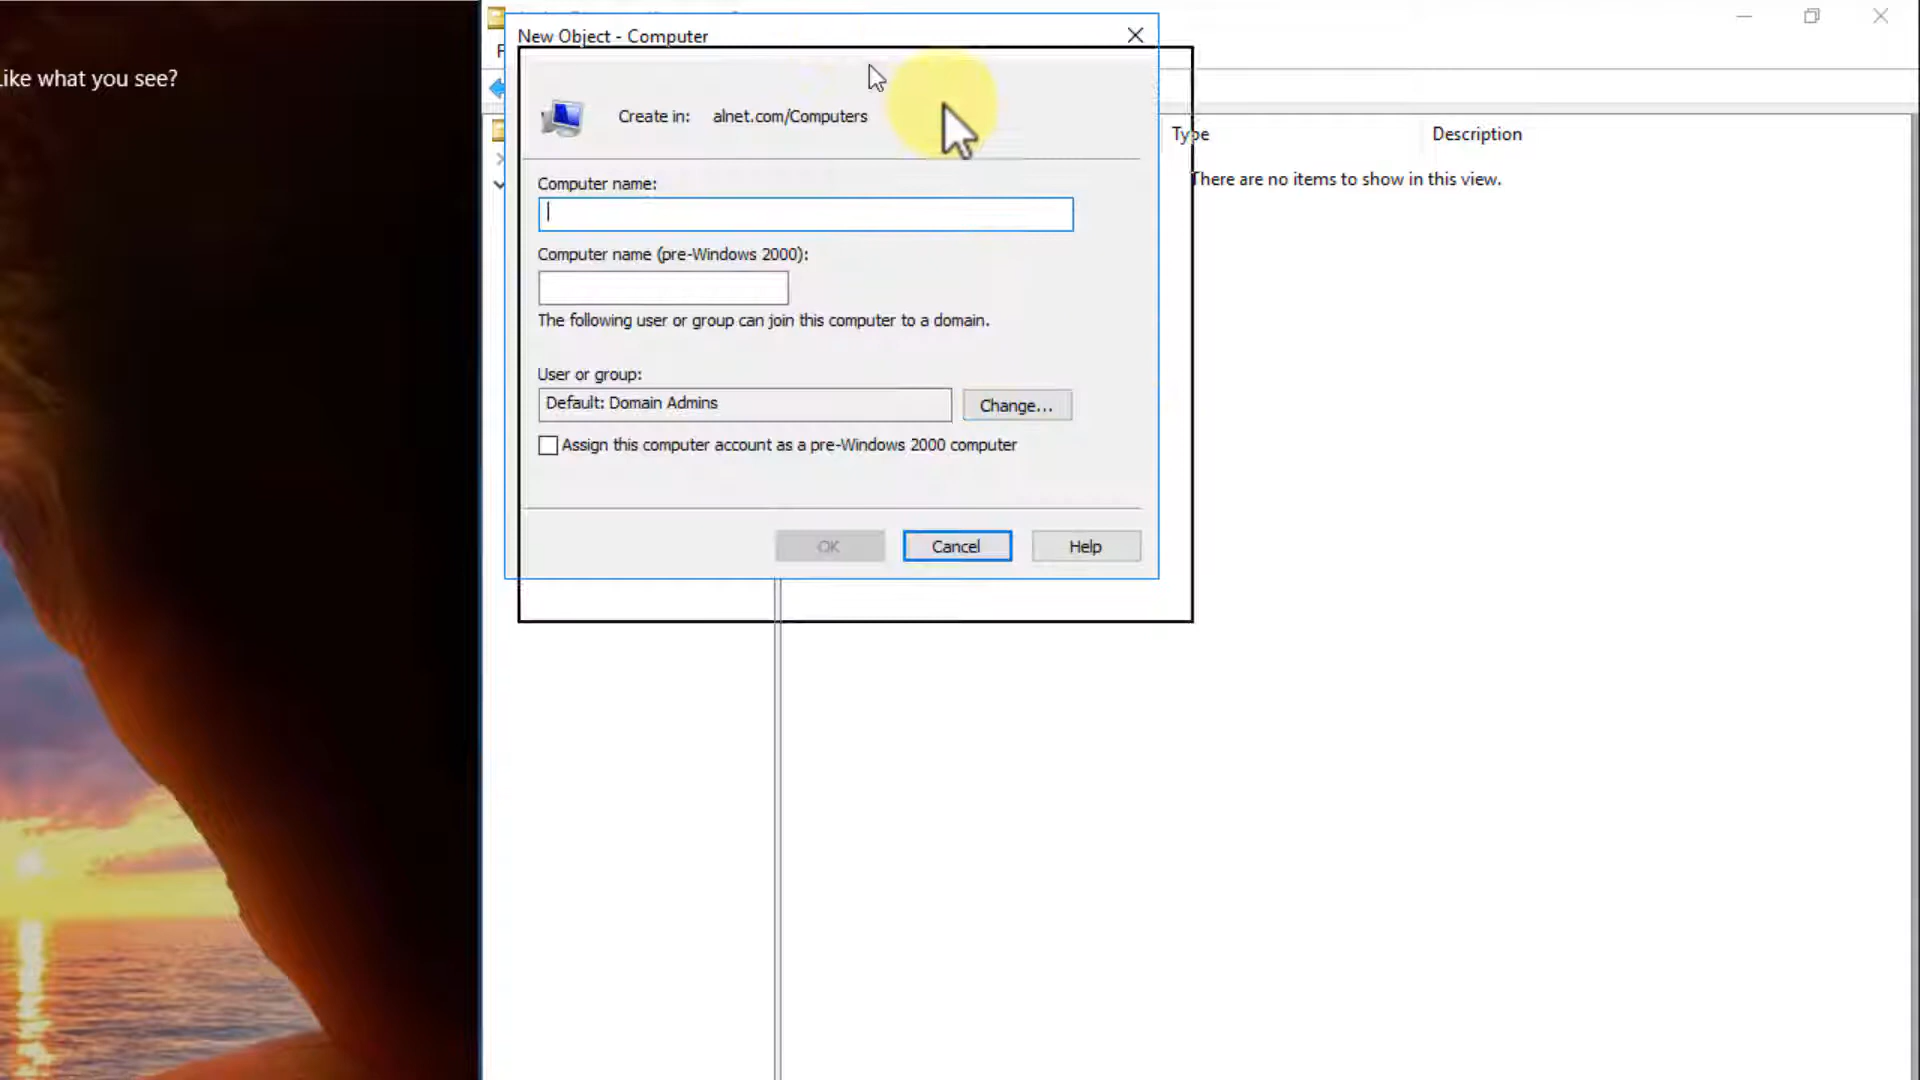 Like what you see?
New Object - Computer
Create in: alnet.com/Computers
Computer name:
Computer name (pre-Windows 2000):
The following user or group can join this computer to a domain.
User or group:
Default: Domain Admins
Change...
Assign this computer account as a pre-Windows 2000 computer
OK
Cancel
Help
Type
Description
There are no items to show in this view.